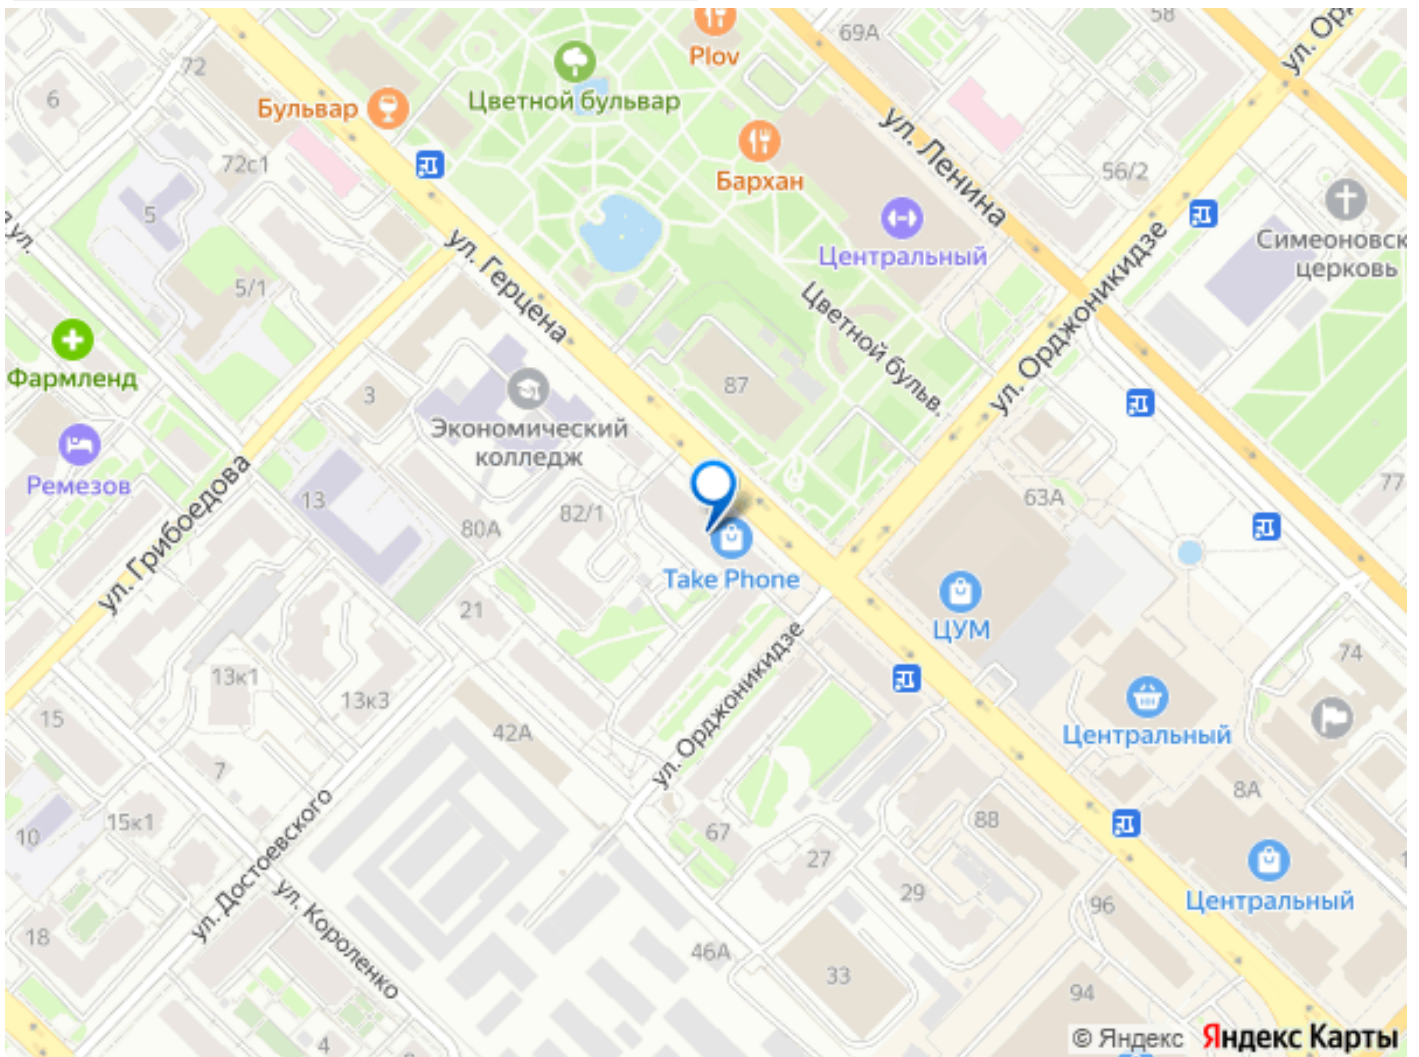 58
69А
ул. Орд
Plov
72
6
Цветной бульвар
Бульвар
ул. Ленина
72с1
56/2
Бархан
5
Симеоновск
церковь
ул. Герцена
Центральный
ул. Орджоникидзе
ул.
5/1
Цветной бульв.
Фармленд
87
3
Экономический
колледж
Ремезов
77
63А
13
82/1
80А
ул. Грибоедова
Take Phone
21
ЦУМ
ул. Орджоникидзе
74
13к1
13к3
15
42А
Центральный
7
8А
ул. Достоевского
15к1
10
67
88
27
29
ул. Короленко
Центральный
96
18
46А
33
94
4
© Яндекс Яндекс Карты